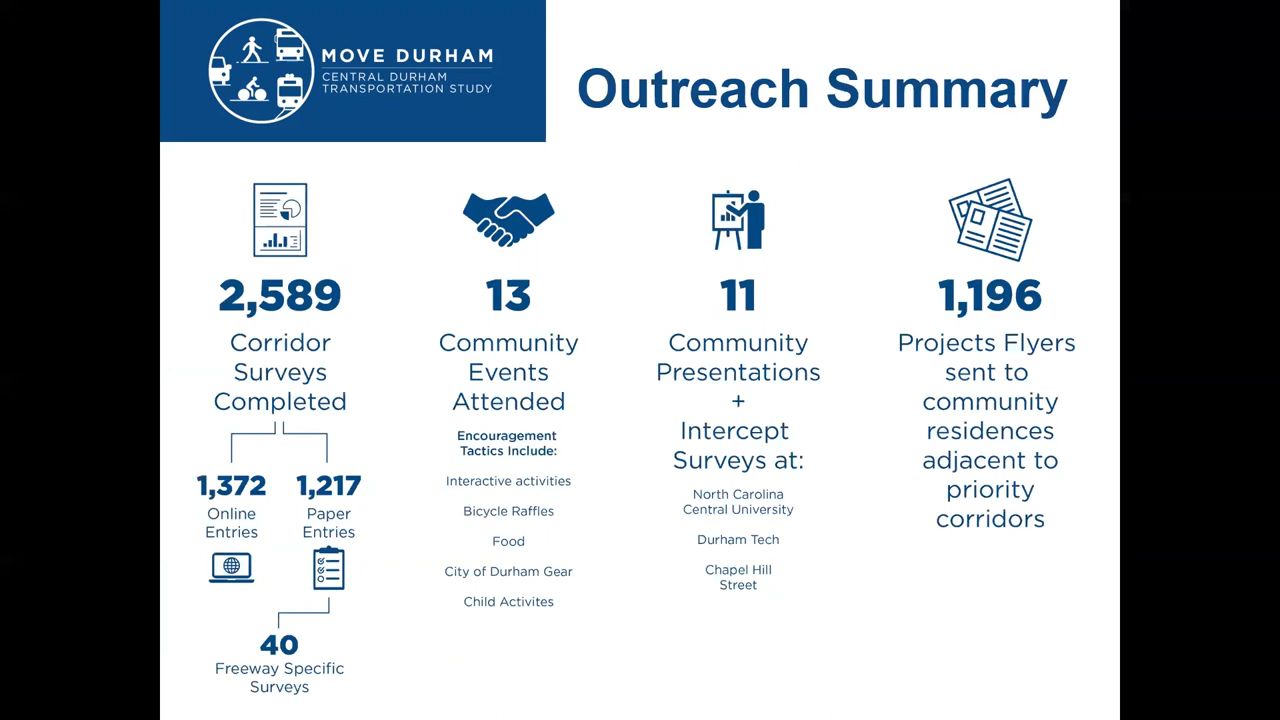 MOVE DURHAM
CENTRAL DURHAM
TRANSPORTATION STUDY
Outreach Summary
2,589
Corridor
Surveys
Completed
1,372
Online
Entries
1,217
Paper
Entries
40
Freeway Specific
Surveys
13
Community
Events
Attended
Encouragement
Tactics Include:
Interactive activities
Bicycle Raffles
Food
City of Durham Gear
Child Activites
11
Community
Presentations
+
Intercept
Surveys at:
North Carolina
Central University
Durham Tech
Chapel Hill
Street
1,196
Projects Flyers
sent to
community
residences
adjacent to
priority
corridors